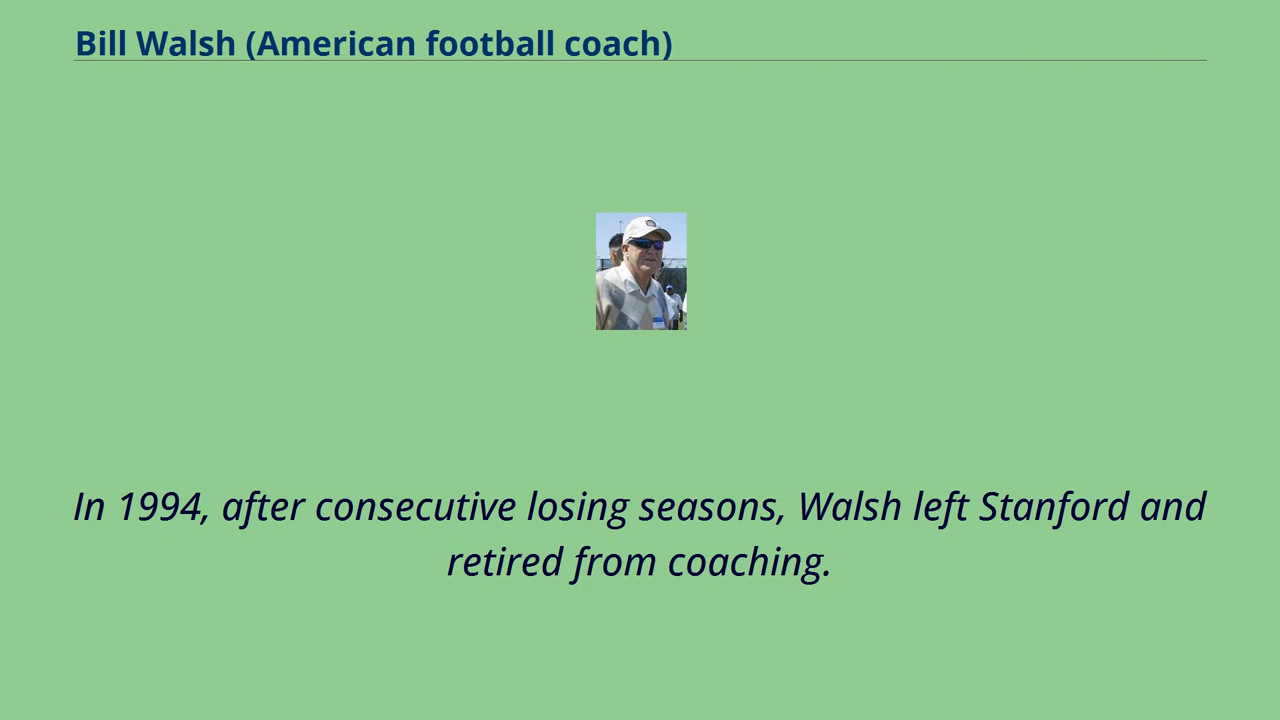 Bill Walsh (American football coach)
In 1994, after consecutive losing seasons, Walsh left Stanford and
retired from coaching.